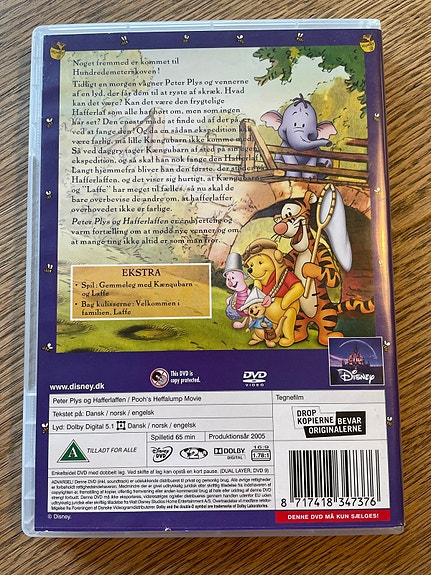 Noget fremmed er kommet til
Hundredemeterskoven!
Tidligt en morgen vågner Peter Plys og vennerne
af en lyd, der får dem til at ryste af skræk. Hvad
kan det være? Kan det være den frygtelige
Hafferlaf som alle har hørt om, men som ingen
har set? Den eneste måde at finde ud af det på,
ved at fange den! Og da en sådan ekspedition kan
være farlig, må lille Kængubarn ikke komme med.
Så ved daggry tager Kængubarn af sted på sin eget
ekspedition, og så skal han nok fange den Hafferlaf.
Langt hjemmefra bliver han den første, der støder på
Hafferlaffen, og det viser sig hurtigt, at Kængubarn
og "Laffe" har meget til fælles, så nu skal de
bare overbevise de andre om, at hafferlaffer
overhovedet ikke er farlige.
Peter Plys og Hafferlaffen er en hjertelig og
varm fortælling om at møde nye venner og om,
at mange ting ikke altid er som man tror.
EKSTRA
• Spil: Gemmeleg med Kængubarn
og Laffe
• Bag kulisserne: Velkommen i
familien, Laffe
www.disney.dk
This DVD is
copy protected.
DVD
VIDEO
Disney
Peter Plys og Hafferlaffen / Pooh's Heffalump Movie
Tegnefilm
Tekstet på: Dansk / norsk / engelsk
Lyd: Dolby Digital 5.1 Dansk / norsk / engelsk
DROP
KOPIERNE
BEVAR
ORIGINALERNE
Spilletid 65 min
Produktionsår 2005
A
TILLADT FOR ALLE
Disney
DVD
2
DOLBY
DIGITAL
16:9
1.78:1
Enkeltsidet DVD med dobbelt lag. Ved skifte af lag kan opstå en kort pause. (DUAL LAYER, DVD 9)
8 717418 347376
© Disney
DENNE DVD MÅ KUN SÆLGES!